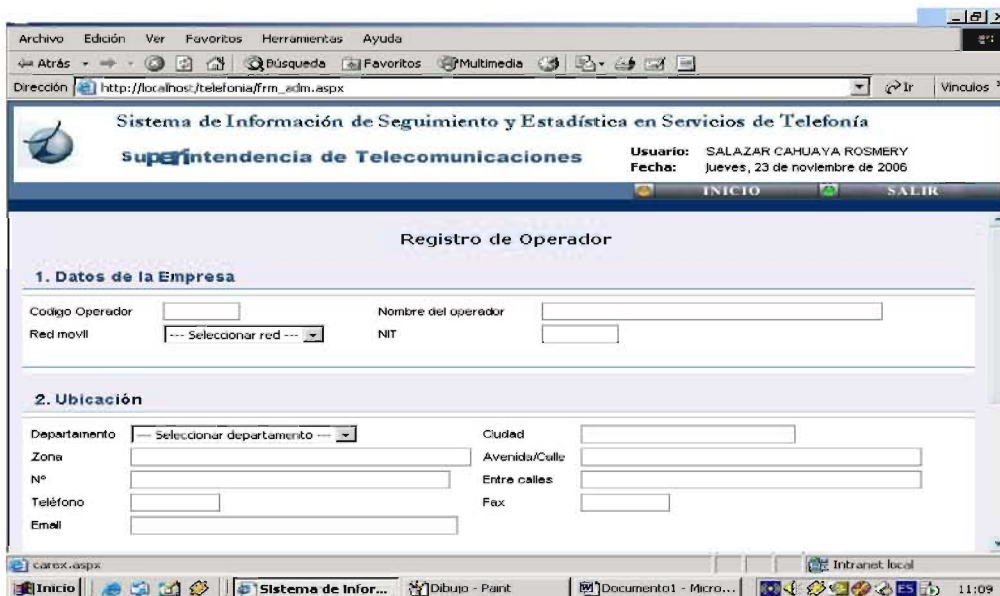 Archivo Edición Ver Favoritos Herramientas Ayuda
Atrás Búsqueda Favoritos Multimedia
Dirección http://localhost/telefonia/frm_adm.aspx Ir Vínculos
Sistema de Información de Seguimiento y Estadística en Servicios de Telefonía
Superintendencia de Telecomunicaciones
Usuario: SALAZAR CAHUAYA ROSMERY
Fecha: jueves, 23 de noviembre de 2006
INICIO SALIR
Registro de Operador
1. Datos de la Empresa
Codigo Operador Nombre del operador
Red movil --- Seleccionar red --- NIT
2. Ubicación
Departamento --- Seleccionar departamento --- Ciudad
Zona Avenida/Calle
Nº Entre calles
Teléfono Fax
Email
carox.aspx Intranet local
Inicio Sistema de Infor... Dibujo - Paint Documento1 - Micro... ES 11:09